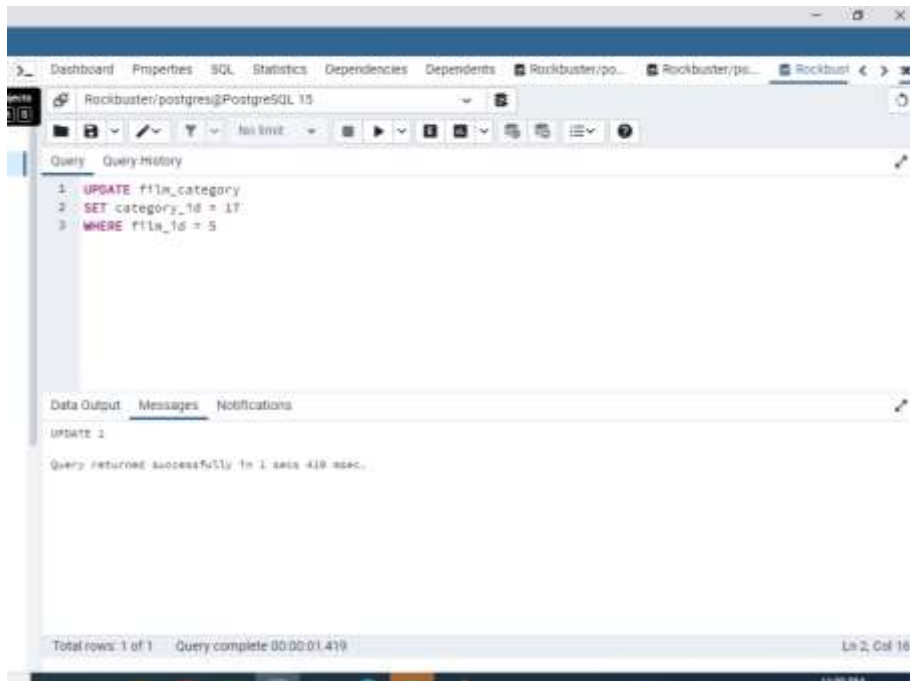 Dashboard Properties SQL Statistics Dependencies Dependents Rockbuster/po... Rockbuster/po... Rockbust
Rockbuster/postgres@PostgreSQL 15
No limit
Query Query History
1 UPDATE film_category
2 SET category_id = 17
3 WHERE film_id = 5
Data Output Messages Notifications
UPDATE 1
Query returned successfully in 1 secs 419 msec.
Total rows: 1 of 1 Query complete 00:00:01.419 Ln 2, Col 16